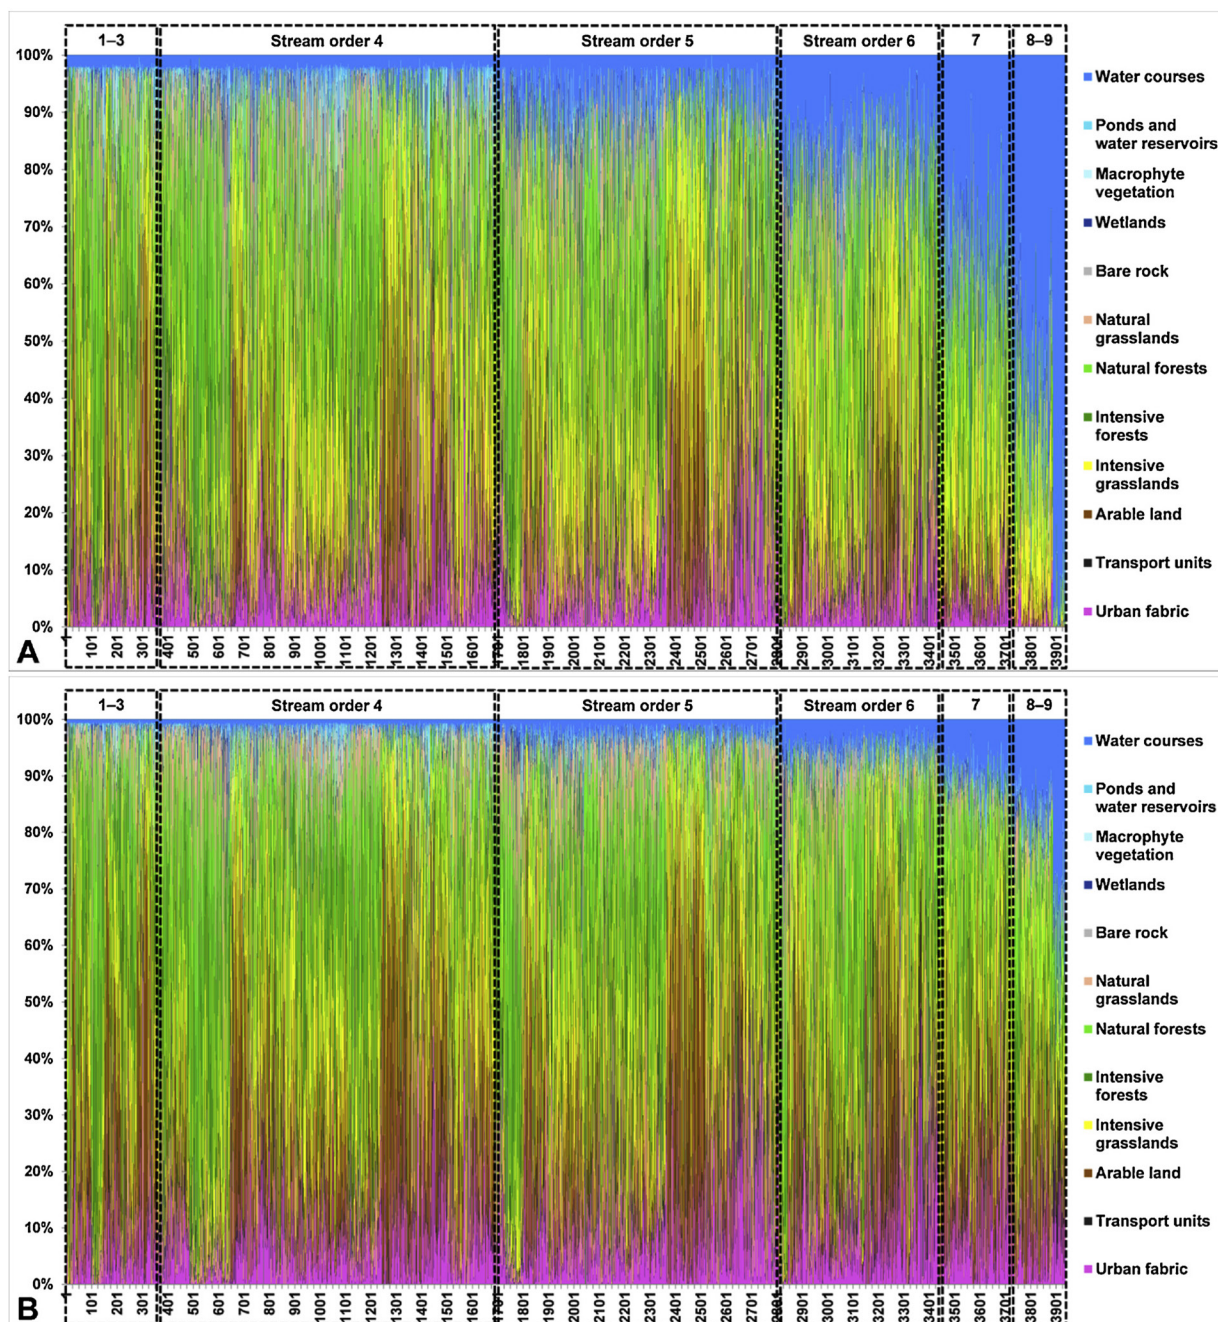 1–3 Stream order 4 Stream order 5 Stream order 6 7 8–9
100%
90%
80%
70%
60%
50%
40%
30%
20%
10%
0%
Water courses
Ponds and
water reservoirs
Macrophyte
vegetation
Wetlands
Bare rock
Natural
grasslands
Natural forests
Intensive
forests
Intensive
grasslands
Arable land
Transport units
Urban fabric
A
1 101 201 301 401 501 601 701 801 901 1001 1101 1201 1301 1401 1501 1601 1701 1801 1901 2001 2101 2201 2301 2401 2501 2601 2701 2801 2901 3001 3101 3201 3301 3401 3501 3601 3701 3801 3901
1–3 Stream order 4 Stream order 5 Stream order 6 7 8–9
100%
90%
80%
70%
60%
50%
40%
30%
20%
10%
0%
Water courses
Ponds and
water reservoirs
Macrophyte
vegetation
Wetlands
Bare rock
Natural
grasslands
Natural forests
Intensive
forests
Intensive
grasslands
Arable land
Transport units
Urban fabric
B
1 101 201 301 401 501 601 701 801 901 1001 1101 1201 1301 1401 1501 1601 1701 1801 1901 2001 2101 2201 2301 2401 2501 2601 2701 2801 2901 3001 3101 3201 3301 3401 3501 3601 3701 3801 3901